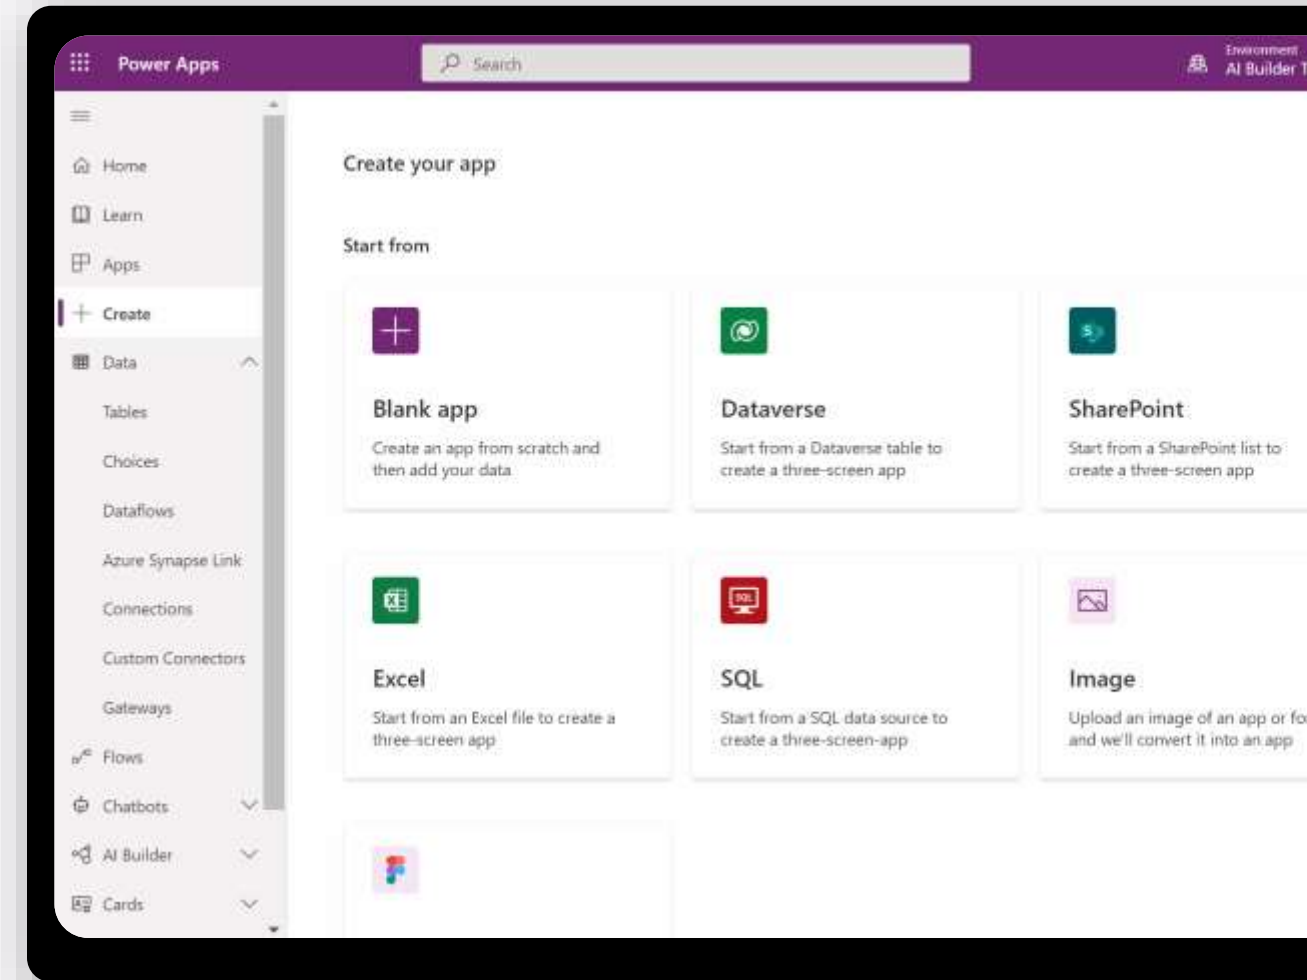 Power Apps
Search
Environment
AI Builder T
Home
Learn
Apps
Create
Data
Tables
Choices
Dataflows
Azure Synapse Link
Connections
Custom Connectors
Gateways
Flows
Chatbots
AI Builder
Cards
Create your app
Start from
Blank app
Create an app from scratch and
then add your data
Dataverse
Start from a Dataverse table to
create a three-screen app
SharePoint
Start from a SharePoint list to
create a three-screen app
Excel
Start from an Excel file to create a
three-screen app
SQL
SQL
Start from a SQL data source to
create a three-screen-app
Image
Upload an image of an app or fo
and we'll convert it into an app